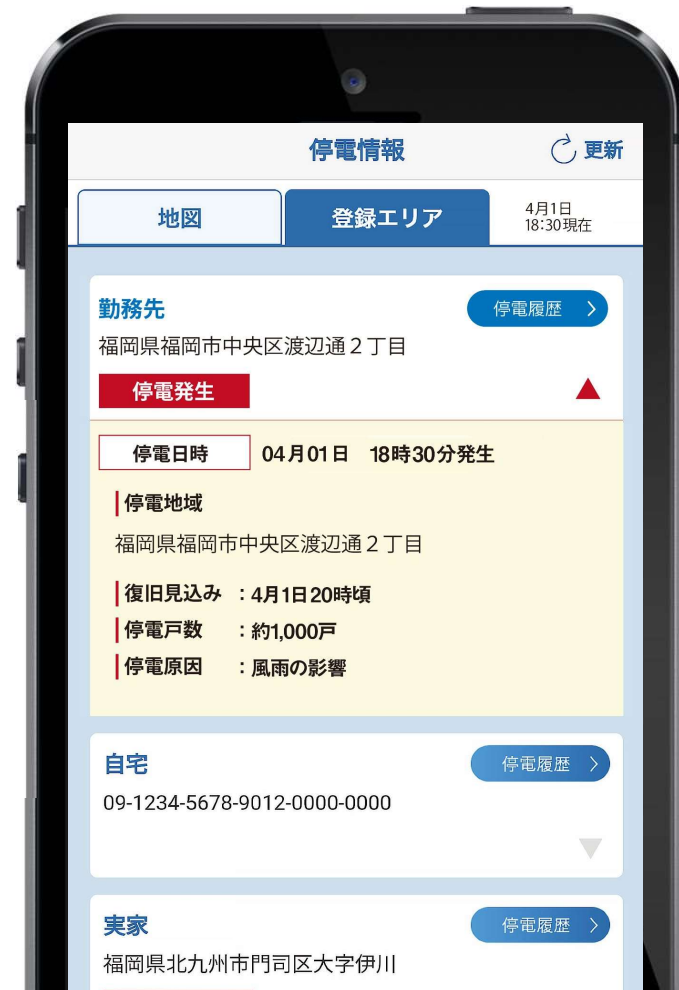 停電情報
更新
地図
登録エリア
4月1日
18:30現在
勤務先
停電履歴
福岡県福岡市中央区渡辺通2丁目
停電発生
停電日時 04月01日 18時30分発生
停電地域
福岡県福岡市中央区渡辺通2丁目
復旧見込み :4月1日20時頃
停電戸数 :約1,000戸
停電原因 :風雨の影響
自宅
停電履歴
09-1234-5678-9012-0000-0000
実家
停電履歴
福岡県北九州市門司区大字伊川